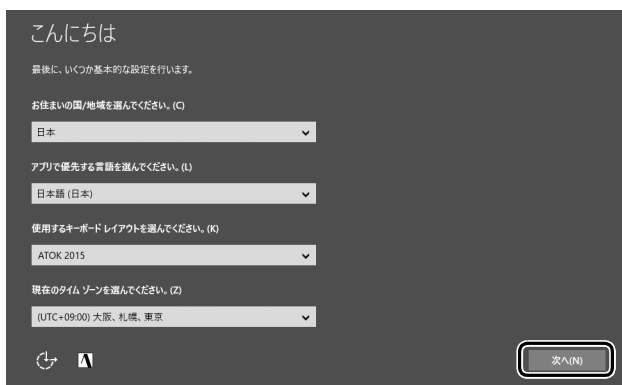 こんにちは
最後に、いくつか基本的な設定を行います。
お住まいの国/地域を選んでください。(C)
日本
アプリで優先する言語を選んでください。(L)
日本語 (日本)
使用するキーボード レイアウトを選んでください。(K)
ATOK 2015
現在のタイム ゾーンを選んでください。(Z)
(UTC+09:00) 大阪、札幌、東京
次へ(N)